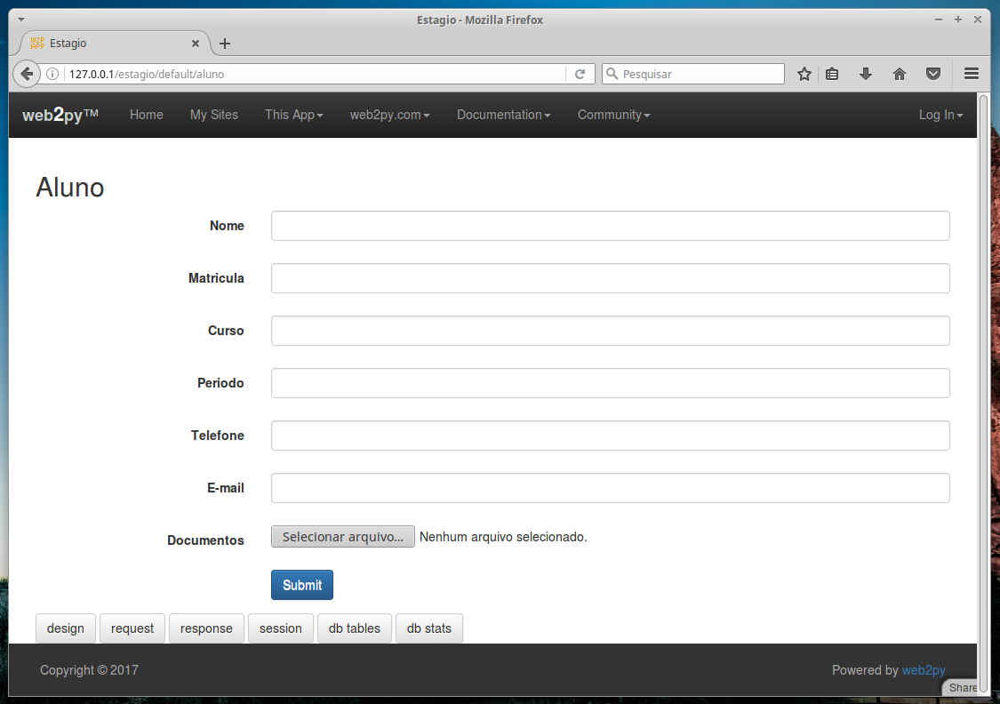 Estagio - Mozilla Firefox
W2P APP Estagio
127.0.0.1/estagio/default/aluno Pesquisar
web2py™ Home My Sites This App web2py.com Documentation Community Log In
Aluno
Nome
Matricula
Curso
Periodo
Telefone
E-mail
Documentos Selecionar arquivo... Nenhum arquivo selecionado.
Submit
design request response session db tables db stats
Copyright © 2017 Powered by web2py
Share